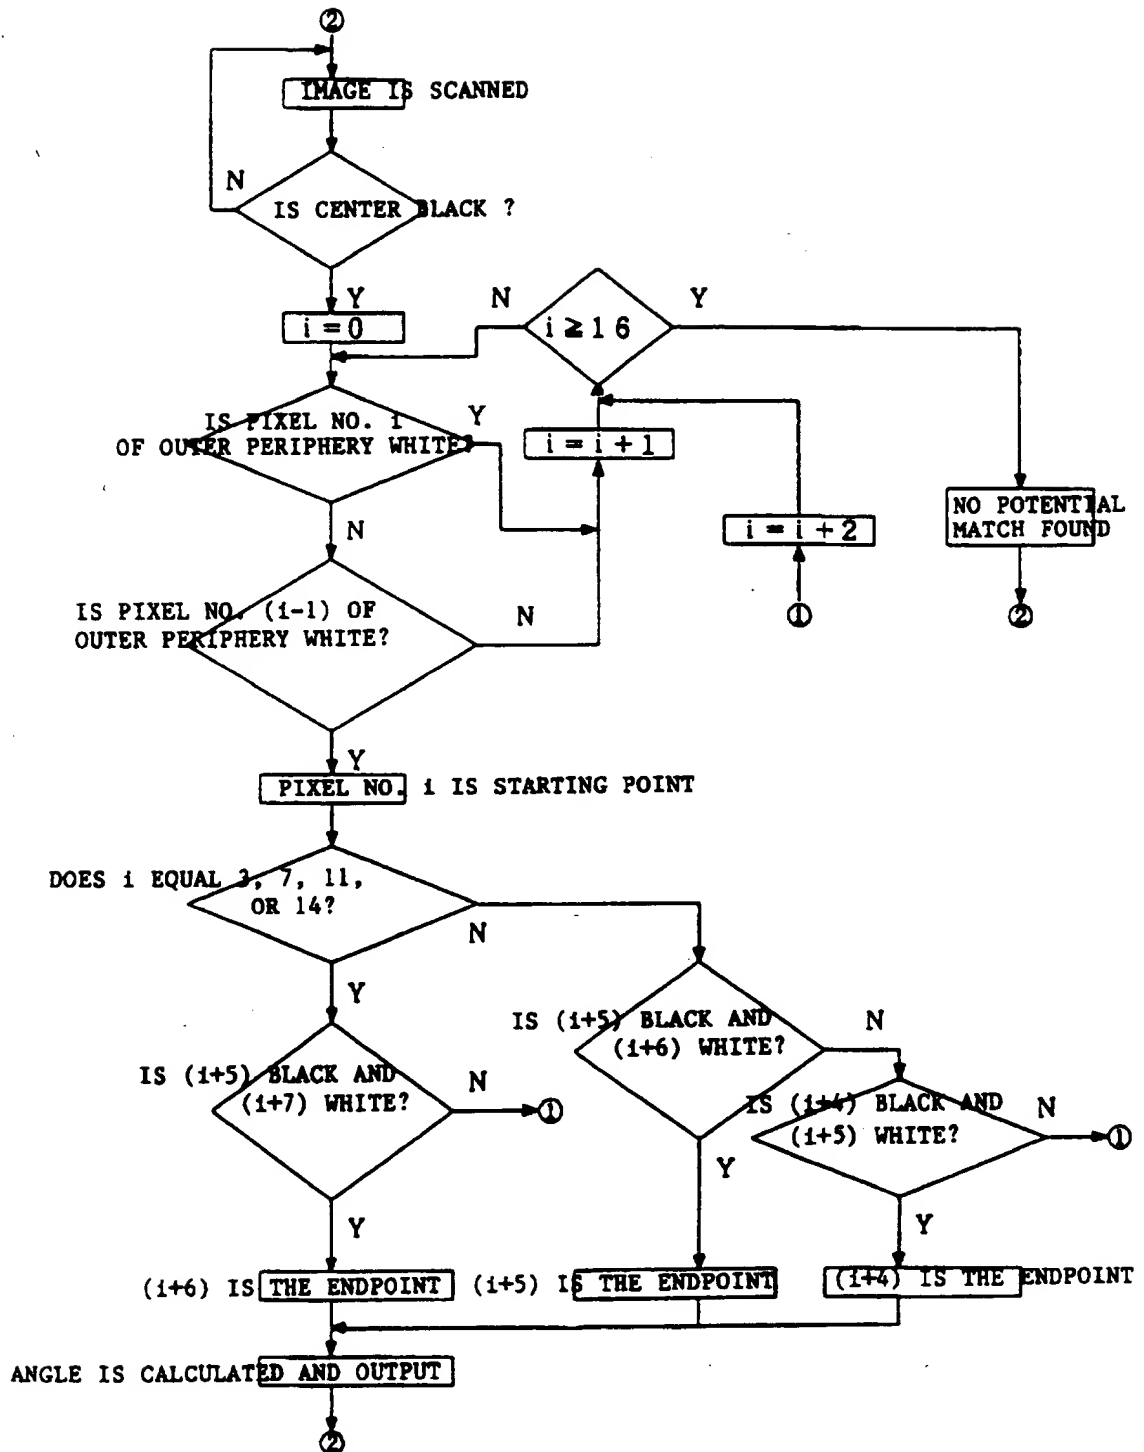 ②
IMAGE IS SCANNED
N
IS CENTER BLACK ?
Y
i = 0
N
i ≧ 1 6
Y
IS PIXEL NO. i
OF OUTER PERIPHERY WHITE?
Y
i = i + 1
N
i = i + 2
NO POTENTIAL
MATCH FOUND
①
②
IS PIXEL NO. (i-1) OF
OUTER PERIPHERY WHITE?
N
Y
PIXEL NO. i IS STARTING POINT
DOES i EQUAL 3, 7, 11,
OR 14?
N
Y
IS (i+5) BLACK AND
(i+6) WHITE?
N
IS (i+5) BLACK AND
(i+7) WHITE?
N
①
IS (i+4) BLACK AND
(i+5) WHITE?
N
①
Y
Y
Y
(i+6) IS THE ENDPOINT
(i+5) IS THE ENDPOINT
(i+4) IS THE ENDPOINT
ANGLE IS CALCULATED AND OUTPUT
②